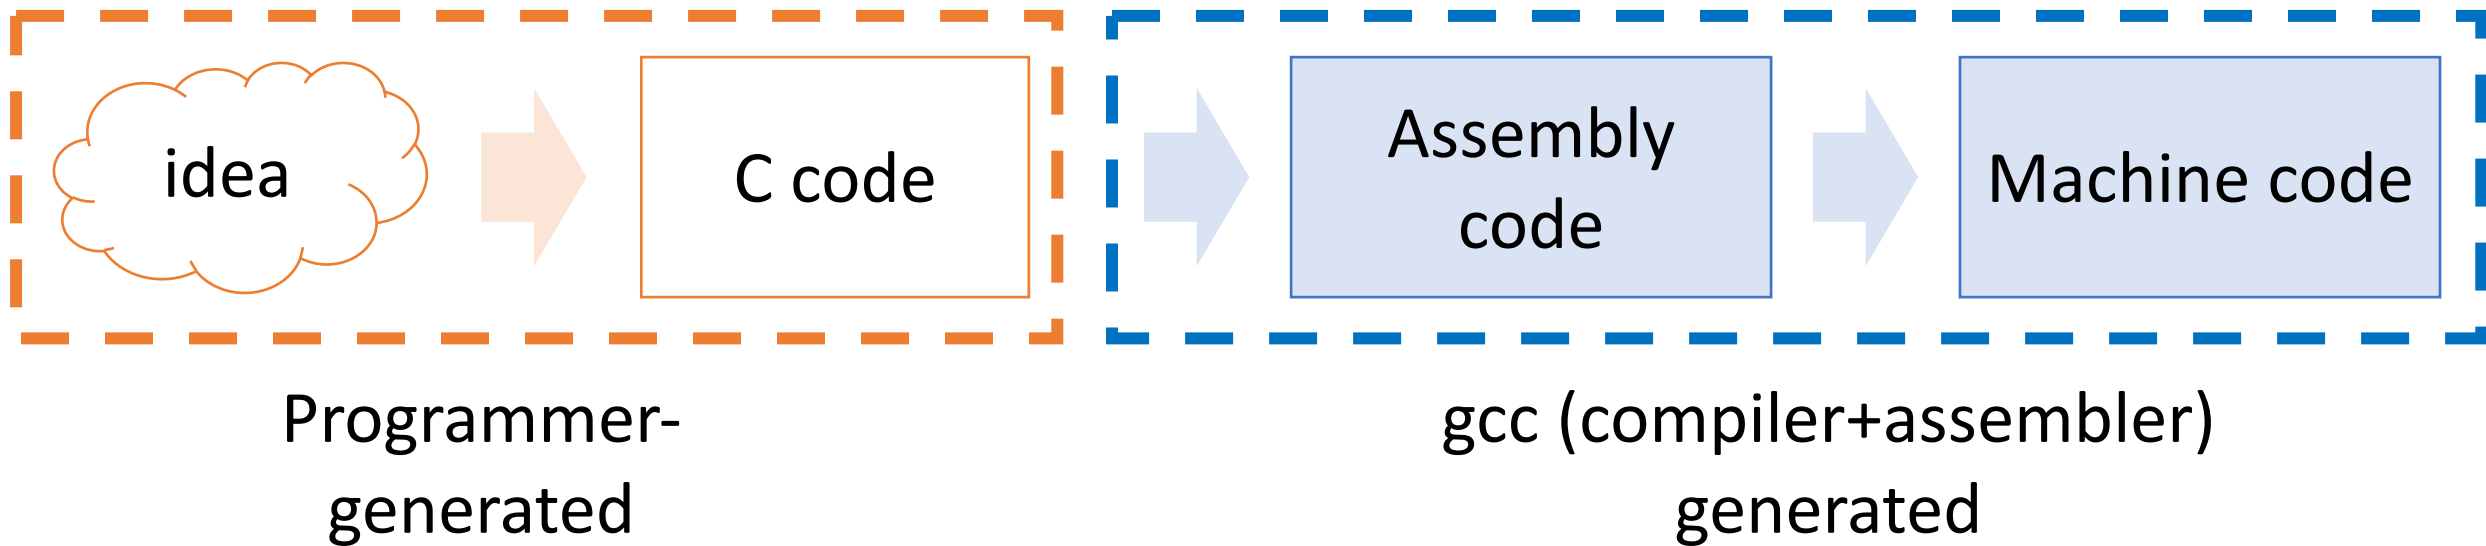 idea
C code
Assembly
code
Machine code
Programmer-
generated
gcc (compiler+assembler)
generated